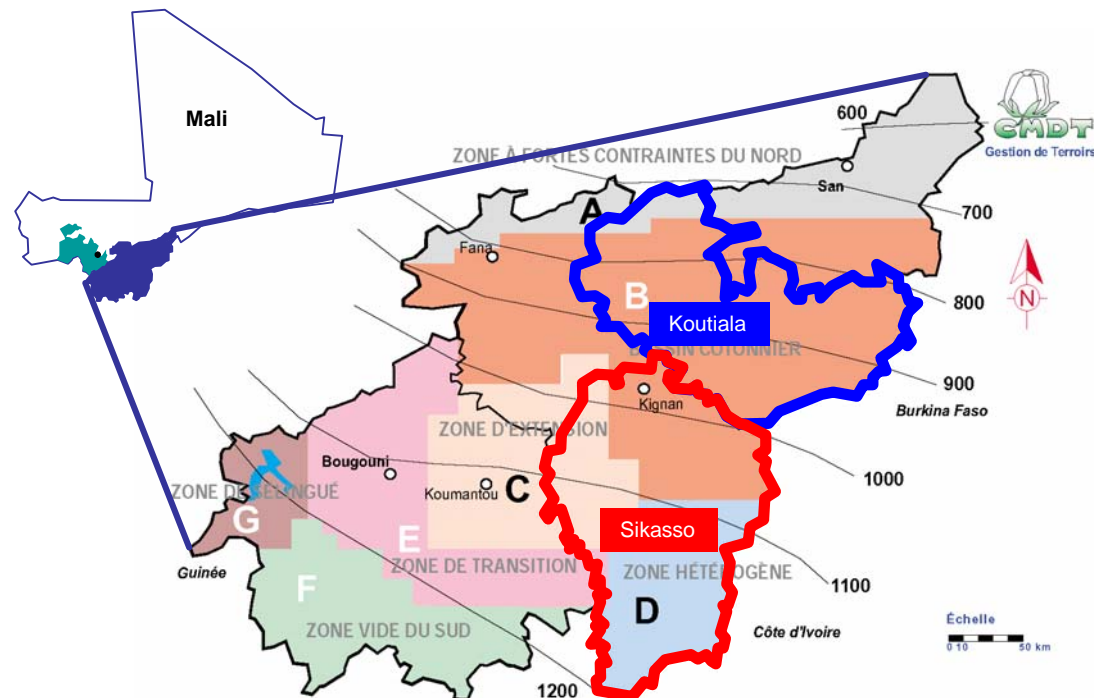 Mali
600
CMDT
Gestion de Terroirs
ZONE À FORTES CONTRAINTES DU NORD
San
A
700
Fana
B
800
Koutiala
900
Kignan
Burkina Faso
ZONE D'EXTENSION
Bougouni
1000
Koumantou
C
G
Sikasso
E
N
Guinée
ZONE DE TRANSITION
ZONE HÉTÉROGÈNE
1100
F
D
ZONE VIDE DU SUD
Côte d'Ivoire
Échelle
0 10 50 km
1200